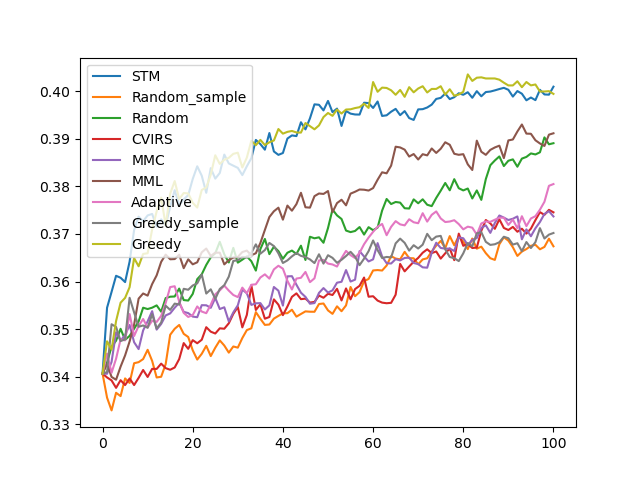 0.40
0.39
0.38
0.37
0.36
0.35
0.34
0.33
0
20
40
60
80
100
STM
Random_sample
Random
CVIRS
MMC
MML
Adaptive
Greedy_sample
Greedy